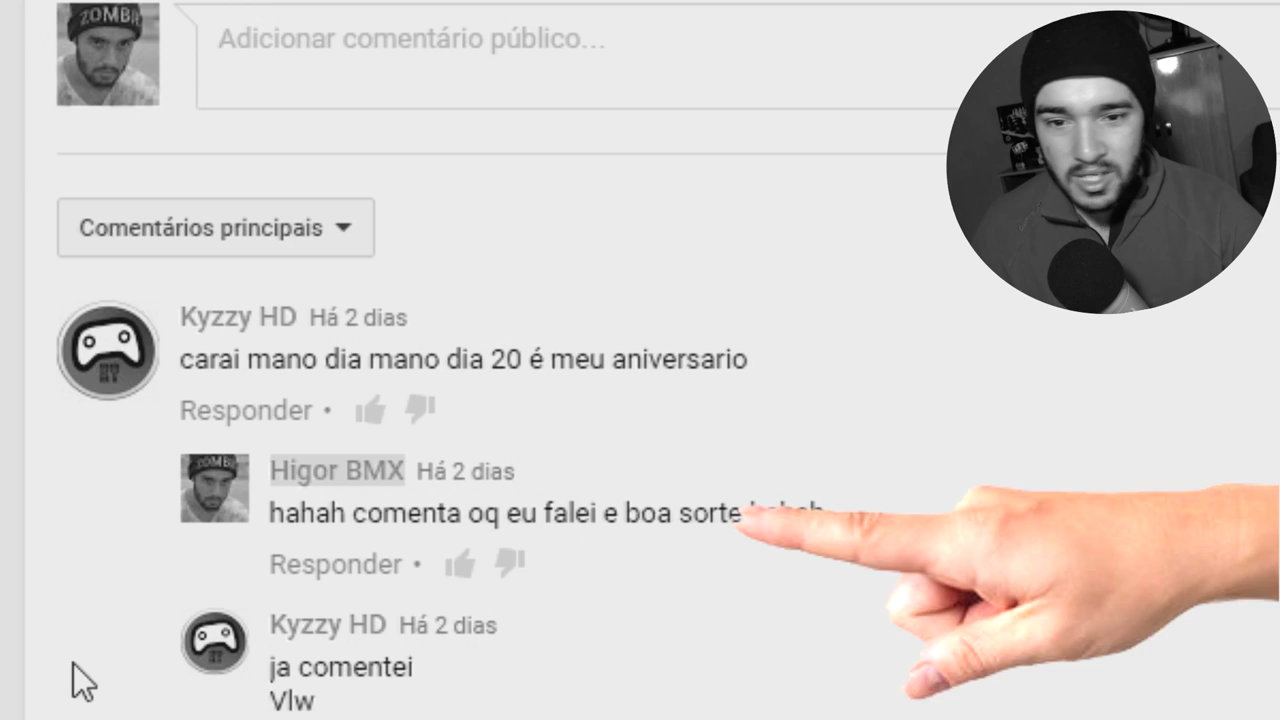 ZOMBIE
Adicionar comentário público...
Comentários principais
Kyzzy HD Há 2 dias
carai mano dia mano dia 20 é meu aniversario
Responder •
Higor BMX Há 2 dias
hahah comenta oq eu falei e boa sorte
Responder •
Kyzzy HD Há 2 dias
ja comentei
Vlw